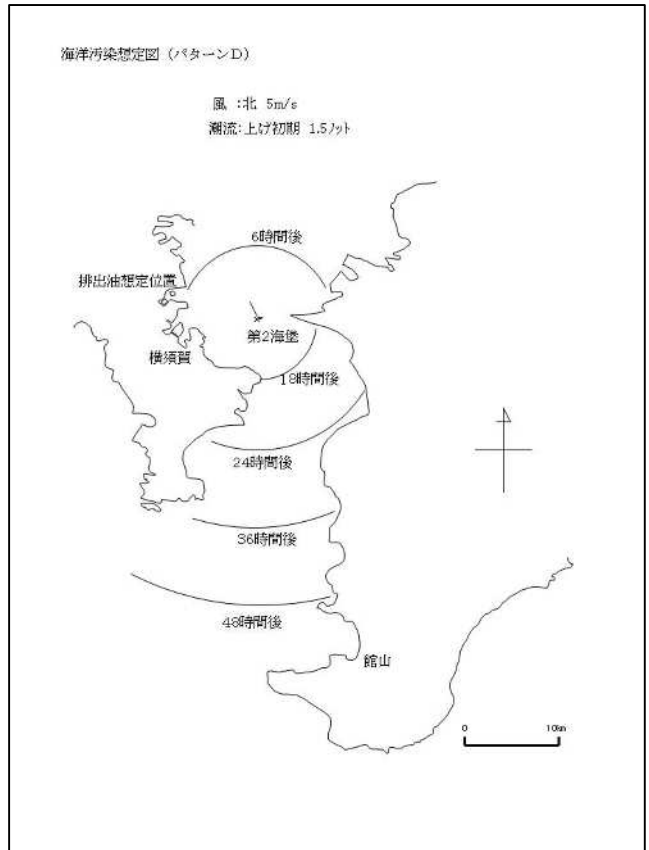 海洋汚染想定図（パターンＤ）
風 :北 5m/s
潮流:上げ初期 1.5ノット
6時間後
排出油想定位置
第2海堡
横須賀
18時間後
24時間後
36時間後
48時間後
館山
0 10km